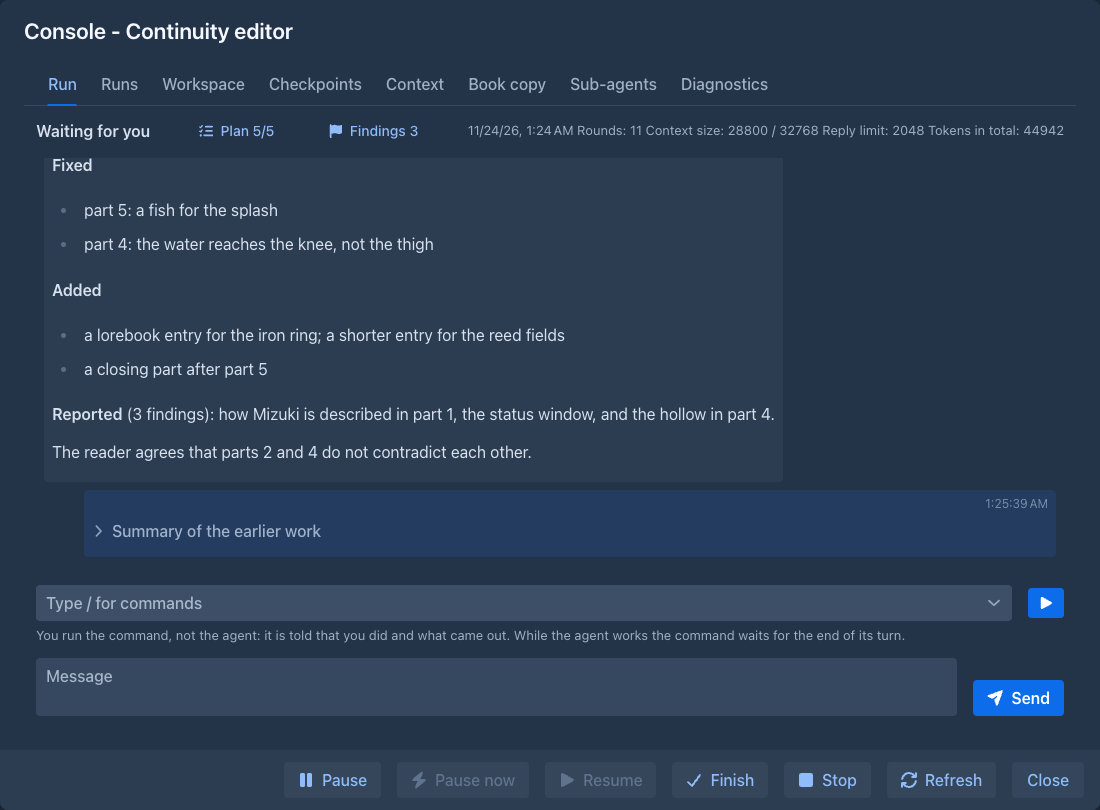 Console - Continuity editor
Run Runs Workspace Checkpoints Context Book copy Sub-agents Diagnostics
Waiting for you Plan 5/5 Findings 3 11/24/26, 1:24 AM Rounds: 11 Context size: 28800 / 32768 Reply limit: 2048 Tokens in total: 44942
Fixed
part 5: a fish for the splash
part 4: the water reaches the knee, not the thigh
Added
a lorebook entry for the iron ring; a shorter entry for the reed fields
a closing part after part 5
Reported (3 findings): how Mizuki is described in part 1, the status window, and the hollow in part 4.
The reader agrees that parts 2 and 4 do not contradict each other.
1:25:39 AM
Summary of the earlier work
Type / for commands
You run the command, not the agent: it is told that you did and what came out. While the agent works the command waits for the end of its turn.
Message
Send
Pause Pause now Resume Finish Stop Refresh Close